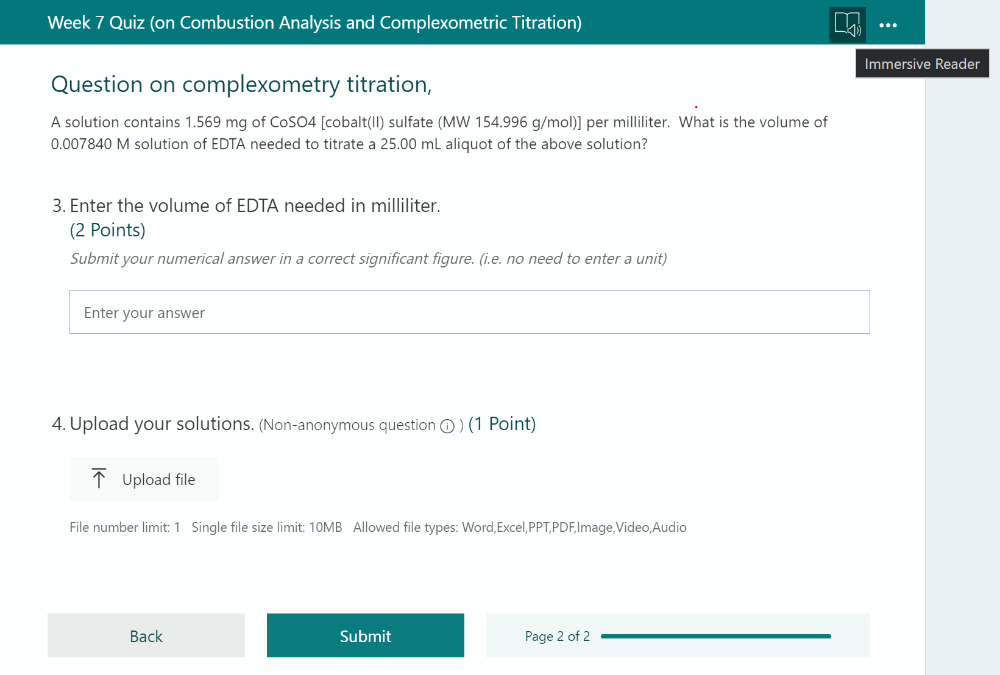 Week 7 Quiz (on Combustion Analysis and Complexometric Titration)
Immersive Reader
Question on complexometry titration,
A solution contains 1.569 mg of CoSO4 [cobalt(II) sulfate (MW 154.996 g/mol)] per milliliter.  What is the volume of
0.007840 M solution of EDTA needed to titrate a 25.00 mL aliquot of the above solution?
3. Enter the volume of EDTA needed in milliliter.
(2 Points)
Submit your numerical answer in a correct significant figure. (i.e. no need to enter a unit)
Enter your answer
4. Upload your solutions. (Non-anonymous question ⓘ ) (1 Point)
Upload file
File number limit: 1   Single file size limit: 10MB   Allowed file types: Word,Excel,PPT,PDF,Image,Video,Audio
Back
Submit
Page 2 of 2